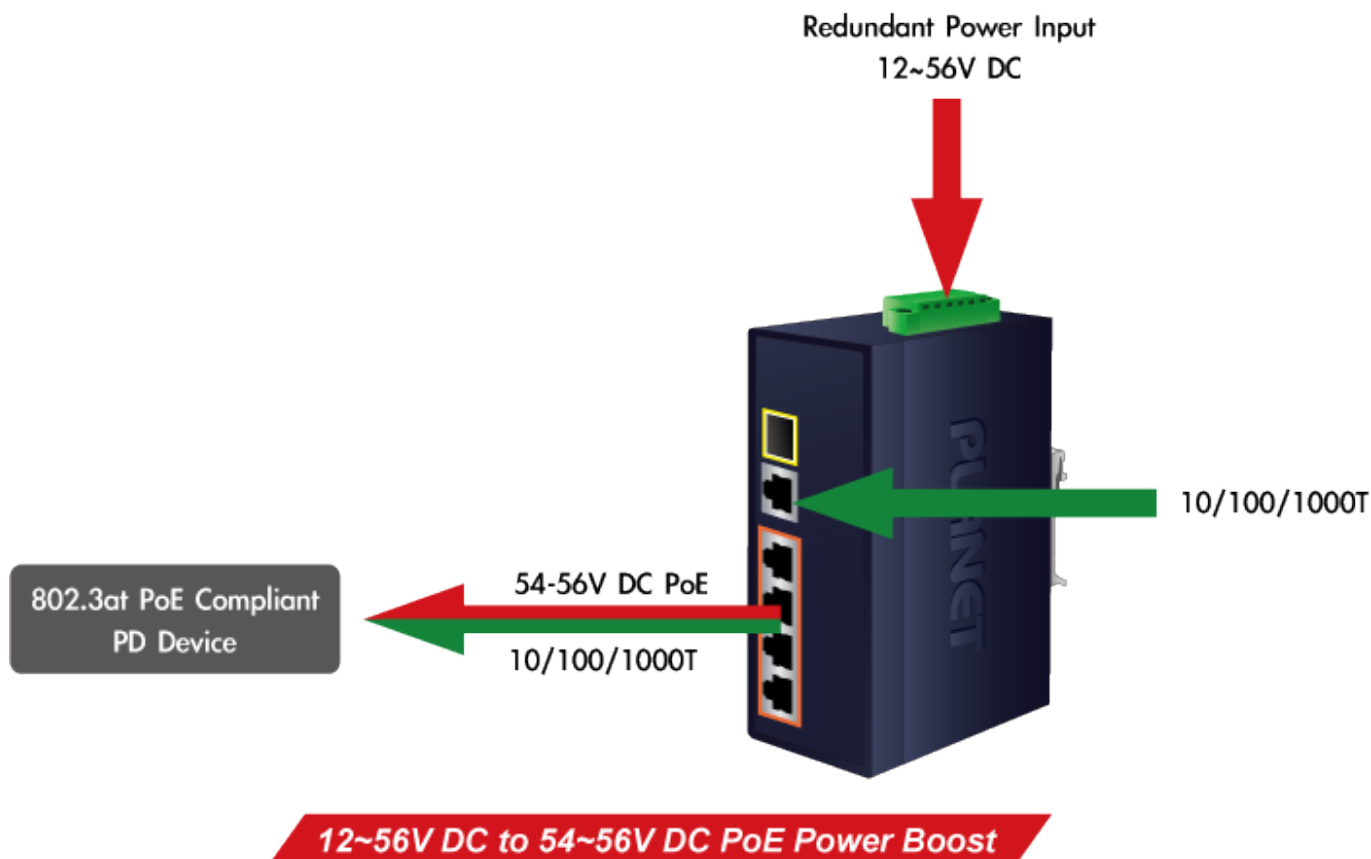 Redundant Power Input
12~56V DC
PLANET
10/100/1000T
54-56V DC PoE
10/100/1000T
802.3at PoE Compliant
PD Device
12~56V DC to 54~56V DC PoE Power Boost